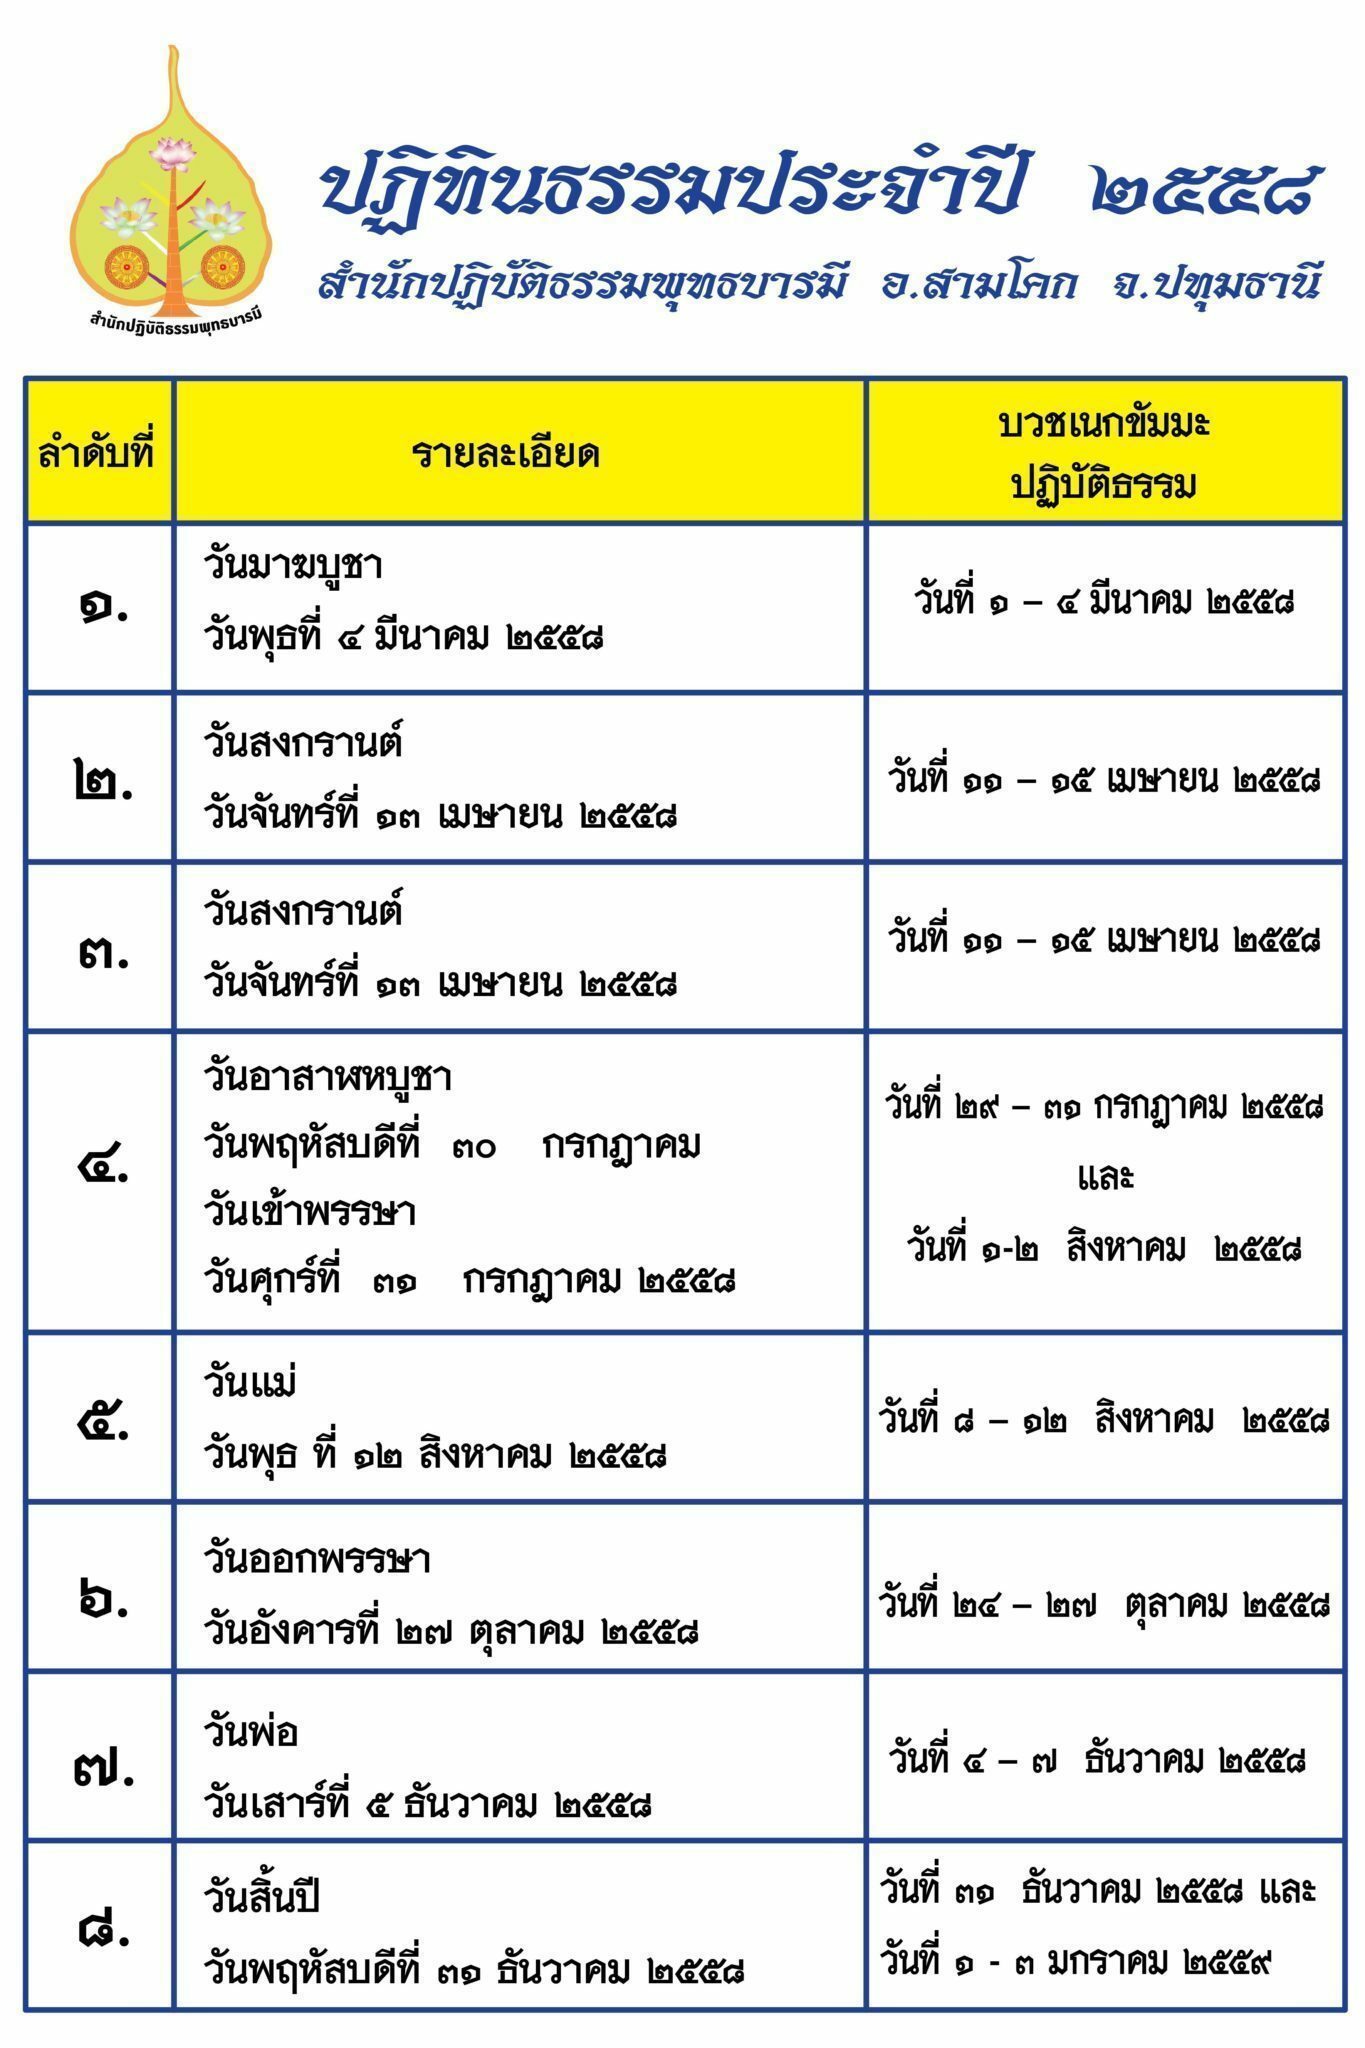 ปฏิทินธรรมประจำปี ๒๕๕๘
สำนักปฏิบัติธรรมพุทธบารมี อ.สามโคก จ.ปทุมธานี
สำนักปฏิบัติธรรมพุทธบารมี
ลำดับที่
รายละเอียด
บวชเนกขัมมะ
ปฏิบัติธรรม
๑.
วันมาฆบูชา
วันพุธที่ ๔ มีนาคม ๒๕๕๘
วันที่ ๑ – ๔ มีนาคม ๒๕๕๘
๒.
วันสงกรานต์
วันจันทร์ที่ ๑๓ เมษายน ๒๕๕๘
วันที่ ๑๑ – ๑๕ เมษายน ๒๕๕๘
๓.
วันสงกรานต์
วันจันทร์ที่ ๑๓ เมษายน ๒๕๕๘
วันที่ ๑๑ – ๑๕ เมษายน ๒๕๕๘
๔.
วันอาสาฬหบูชา
วันพฤหัสบดีที่ ๓๐ กรกฎาคม
วันเข้าพรรษา
วันศุกร์ที่ ๓๑ กรกฎาคม ๒๕๕๘
วันที่ ๒๙ – ๓๑ กรกฎาคม ๒๕๕๘
และ
วันที่ ๑-๒ สิงหาคม ๒๕๕๘
๕.
วันแม่
วันพุธ ที่ ๑๒ สิงหาคม ๒๕๕๘
วันที่ ๘ – ๑๒ สิงหาคม ๒๕๕๘
๖.
วันออกพรรษา
วันอังคารที่ ๒๗ ตุลาคม ๒๕๕๘
วันที่ ๒๔ – ๒๗ ตุลาคม ๒๕๕๘
๗.
วันพ่อ
วันเสาร์ที่ ๕ ธันวาคม ๒๕๕๘
วันที่ ๔ – ๗ ธันวาคม ๒๕๕๘
๘.
วันสิ้นปี
วันพฤหัสบดีที่ ๓๑ ธันวาคม ๒๕๕๘
วันที่ ๓๑ ธันวาคม ๒๕๕๘ และ
วันที่ ๑ - ๓ มกราคม ๒๕๕๙